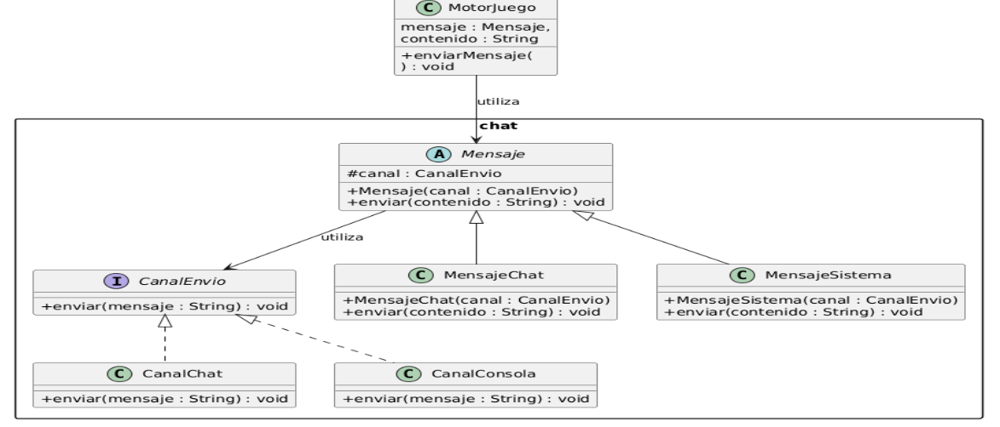 C MotorJuego
mensaje : Mensaje,
contenido : String
+enviarMensaje(
) : void
utiliza
chat
A Mensaje
#canal : CanalEnvio
+Mensaje(canal : CanalEnvio)
+enviar(contenido : String) : void
utiliza
I CanalEnvio
+enviar(mensaje : String) : void
C MensajeChat
+MensajeChat(canal : CanalEnvio)
+enviar(contenido : String) : void
C MensajeSistema
+MensajeSistema(canal : CanalEnvio)
+enviar(contenido : String) : void
C CanalChat
+enviar(mensaje : String) : void
C CanalConsola
+enviar(mensaje : String) : void